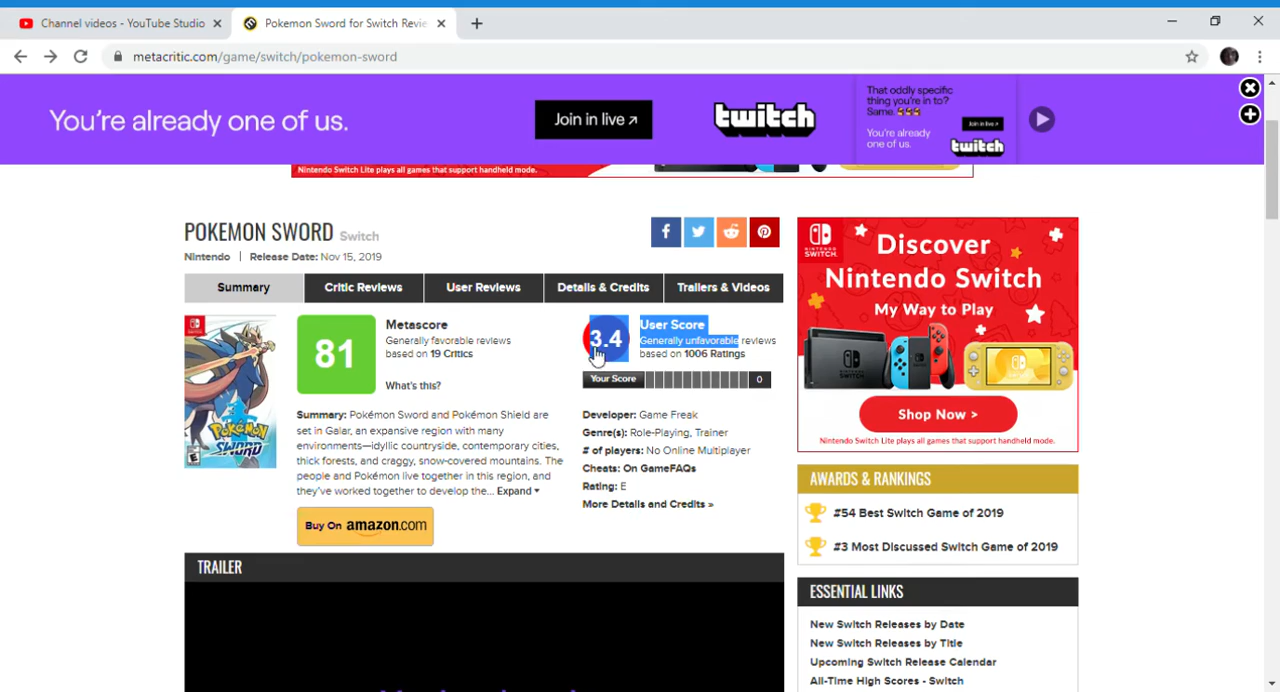 Channel videos - YouTube Studio
Pokemon Sword for Switch Revie
metacritic.com/game/switch/pokemon-sword
You're already one of us.
Join in live ↗
twitch
That oddly specific
thing you're in to?
Same.
You're already
one of us.
Join in live ↗
twitch
Nintendo Switch Lite plays all games that support handheld mode.
POKEMON SWORD Switch
Nintendo | Release Date: Nov 15, 2019
Summary
Critic Reviews
User Reviews
Details & Credits
Trailers & Videos
POKÉMON
SWORD
81
Metascore
Generally favorable reviews
based on 19 Critics
What's this?
3.4
User Score
Generally unfavorable reviews
based on 1006 Ratings
Your Score
0
Summary: Pokémon Sword and Pokémon Shield are
set in Galar, an expansive region with many
environments—idyllic countryside, contemporary cities,
thick forests, and craggy, snow-covered mountains. The
people and Pokémon live together in this region, and
they've worked together to develop the... Expand
Buy On amazon.com
Developer: Game Freak
Genre(s): Role-Playing, Trainer
# of players: No Online Multiplayer
Cheats: On GameFAQs
Rating: E
More Details and Credits »
TRAILER
NINTENDO
SWITCH
Discover
Nintendo Switch
My Way to Play
Shop Now >
Nintendo Switch Lite plays all games that support handheld mode.
AWARDS & RANKINGS
#54 Best Switch Game of 2019
#3 Most Discussed Switch Game of 2019
ESSENTIAL LINKS
New Switch Releases by Date
New Switch Releases by Title
Upcoming Switch Release Calendar
All-Time High Scores - Switch